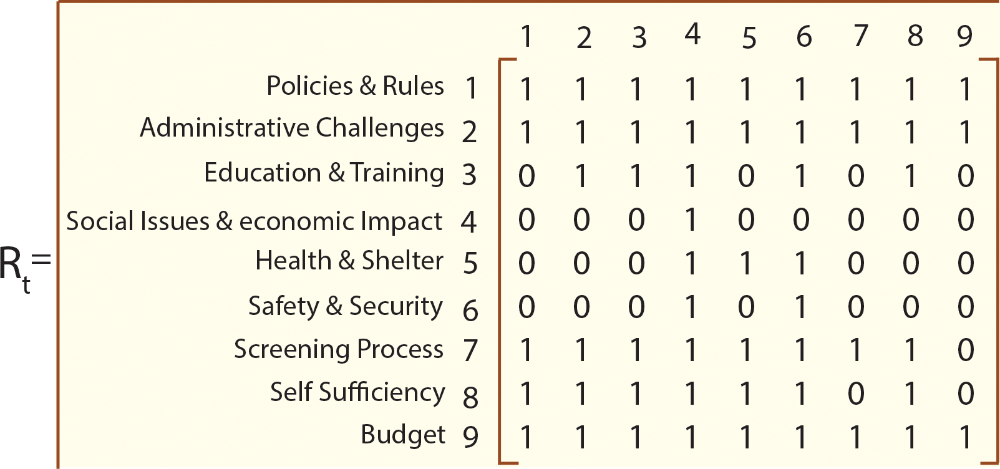 1 2 3 4 5 6 7 8 9
Policies & Rules 1 1 1 1 1 1 1 1 1 1
Administrative Challenges 2 1 1 1 1 1 1 1 1 1
Education & Training 3 0 1 1 1 0 1 0 1 0
Social Issues & economic Impact 4 0 0 0 1 0 0 0 0 0
Rt= Health & Shelter 5 0 0 0 1 1 1 0 0 0
Safety & Security 6 0 0 0 1 0 1 0 0 0
Screening Process 7 1 1 1 1 1 1 1 1 0
Self Sufficiency 8 1 1 1 1 1 1 0 1 0
Budget 9 1 1 1 1 1 1 1 1 1